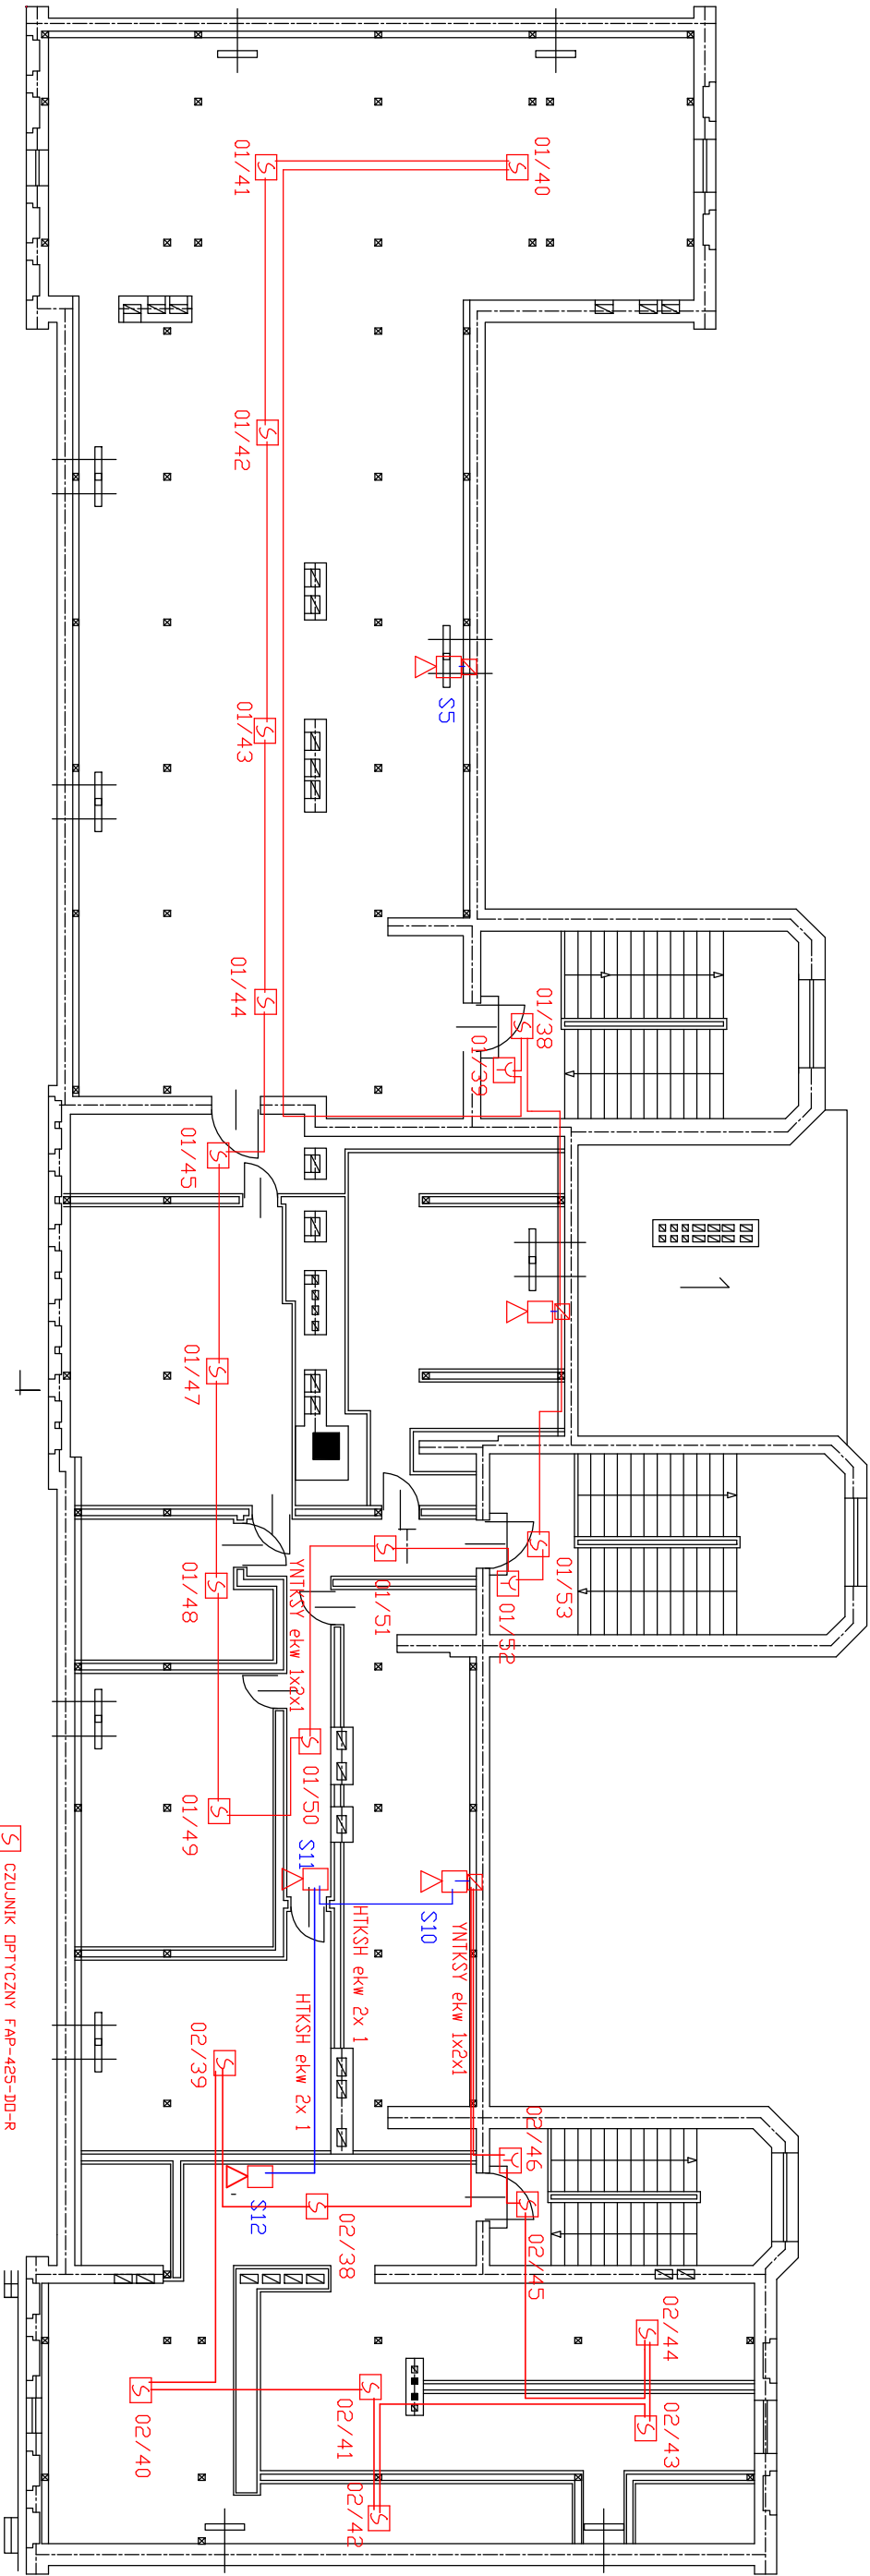 01/40
01/41
01/42
S5
01/43
01/44
01/38
01/39
01/45
1
01/47
01/48
01/51
01/52
01/53
YNTKSY ekw 1x2x1
01/50
01/49
S11
S10
HTKSH ekw 2x 1
YNTKSY ekw 1x2x1
HTKSH ekw 2x 1
02/39
02/46
S12
02/38
02/45
02/44
02/43
02/41
02/40
02/42
S CZUJNIK OPTYCZNY FAP-425-DO-R